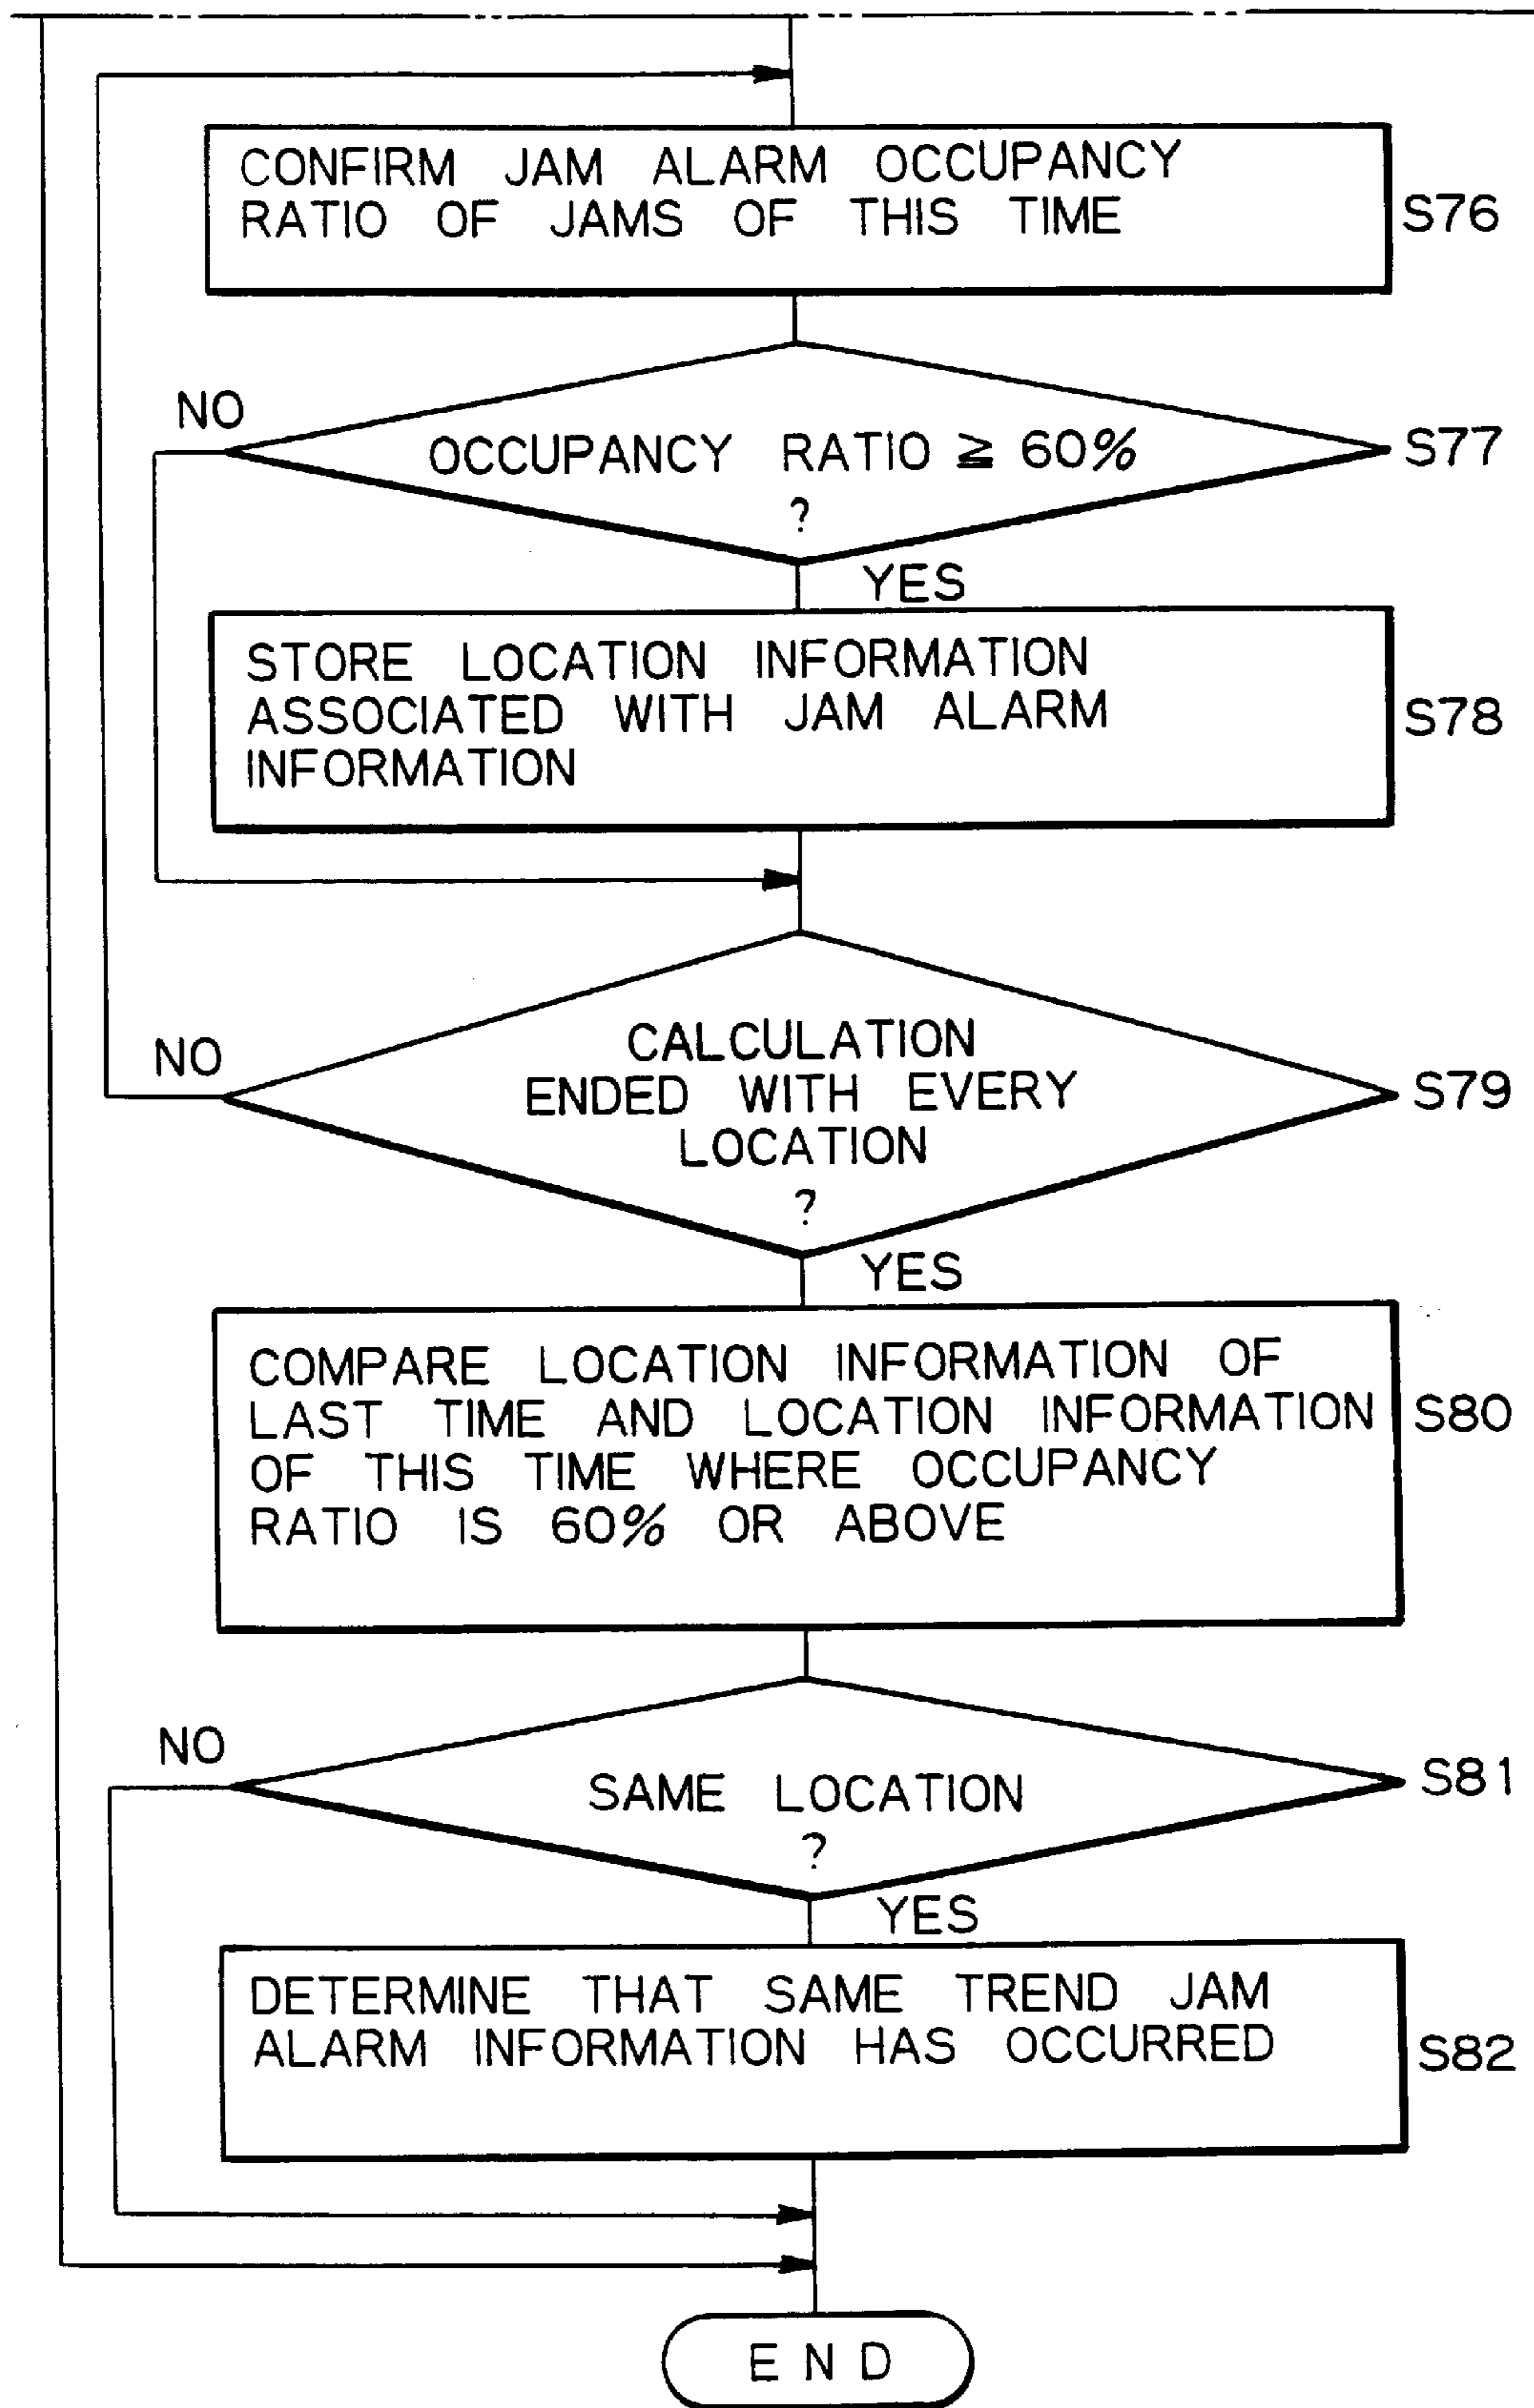 CONFIRM JAM ALARM OCCUPANCY
RATIO OF JAMS OF THIS TIME
S76
NO
OCCUPANCY RATIO ≧ 60%
?
S77
YES
STORE LOCATION INFORMATION
ASSOCIATED WITH JAM ALARM
INFORMATION
S78
NO
CALCULATION
ENDED WITH EVERY
LOCATION
?
S79
YES
COMPARE LOCATION INFORMATION OF
LAST TIME AND LOCATION INFORMATION
OF THIS TIME WHERE OCCUPANCY
RATIO IS 60% OR ABOVE
S80
NO
SAME LOCATION
?
S81
YES
DETERMINE THAT SAME TREND JAM
ALARM INFORMATION HAS OCCURRED
S82
END